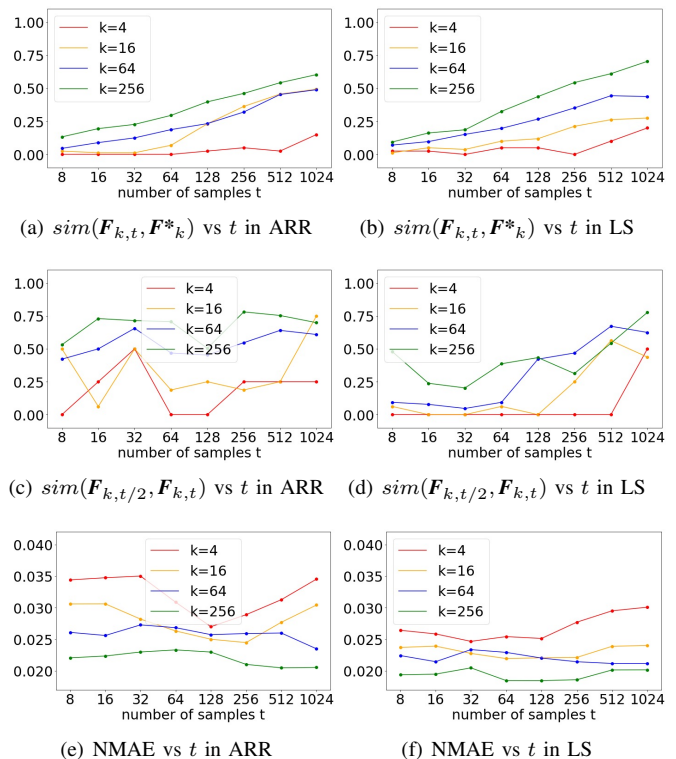 1.00
0.75
0.50
0.25
0.00
k=4
k=16
k=64
k=256
8 16 32 64 128 256 512 1024
number of samples t
(a) sim(F_{k,t}, F*_k) vs t in ARR
1.00
0.75
0.50
0.25
0.00
k=4
k=16
k=64
k=256
8 16 32 64 128 256 512 1024
number of samples t
(b) sim(F_{k,t}, F*_k) vs t in LS
1.00
0.75
0.50
0.25
0.00
k=4
k=16
k=64
k=256
8 16 32 64 128 256 512 1024
number of samples t
(c) sim(F_{k,t/2}, F_{k,t}) vs t in ARR
1.00
0.75
0.50
0.25
0.00
k=4
k=16
k=64
k=256
8 16 32 64 128 256 512 1024
number of samples t
(d) sim(F_{k,t/2}, F_{k,t}) vs t in LS
0.040
0.035
0.030
0.025
0.020
k=4
k=16
k=64
k=256
8 16 32 64 128 256 512 1024
number of samples t
(e) NMAE vs t in ARR
0.040
0.035
0.030
0.025
0.020
k=4
k=16
k=64
k=256
8 16 32 64 128 256 512 1024
number of samples t
(f) NMAE vs t in LS